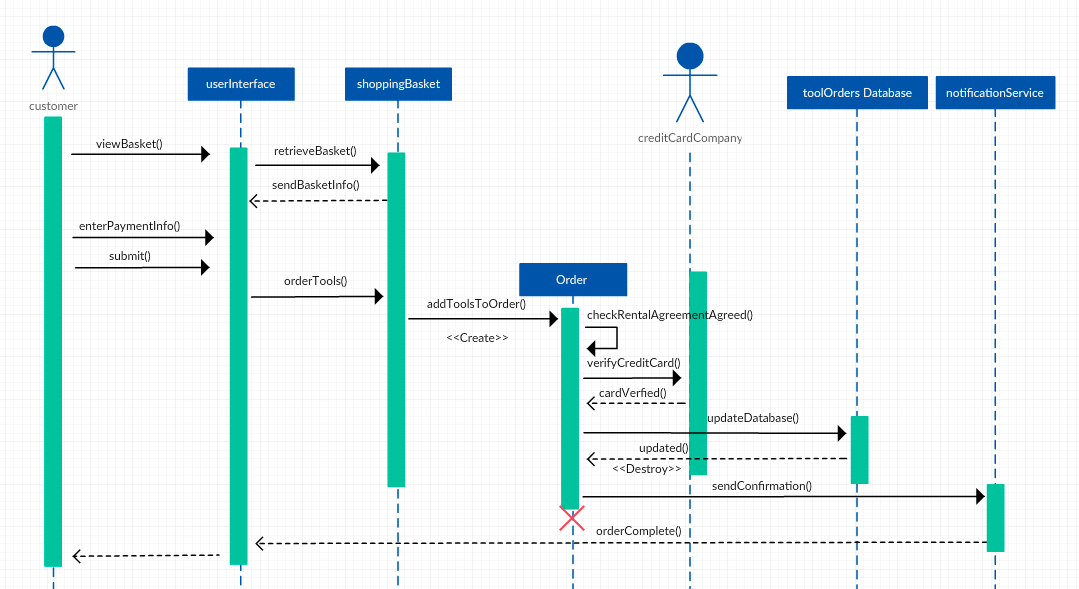 customer
userInterface
shoppingBasket
creditCardCompany
toolOrders Database
notificationService
viewBasket()
retrieveBasket()
sendBasketInfo()
enterPaymentInfo()
submit()
orderTools()
Order
addToolsToOrder()
<<Create>>
checkRentalAgreementAgreed()
verifyCreditCard()
cardVerfied()
updateDatabase()
updated()
<<Destroy>>
sendConfirmation()
orderComplete()